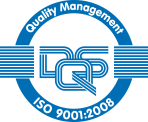 Quality Management
DQS
ISO 9001:2008